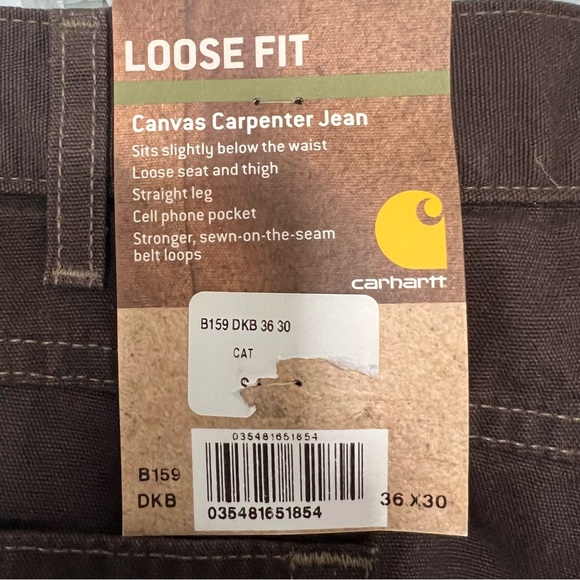 LOOSE FIT
Canvas Carpenter Jean
Sits slightly below the waist
Loose seat and thigh
Straight leg
Cell phone pocket
Stronger, sewn-on-the-seam
belt loops
carhartt
B159 DKB 36 30
CAT
035481651854
B159
DKB
035481651854
36 X30